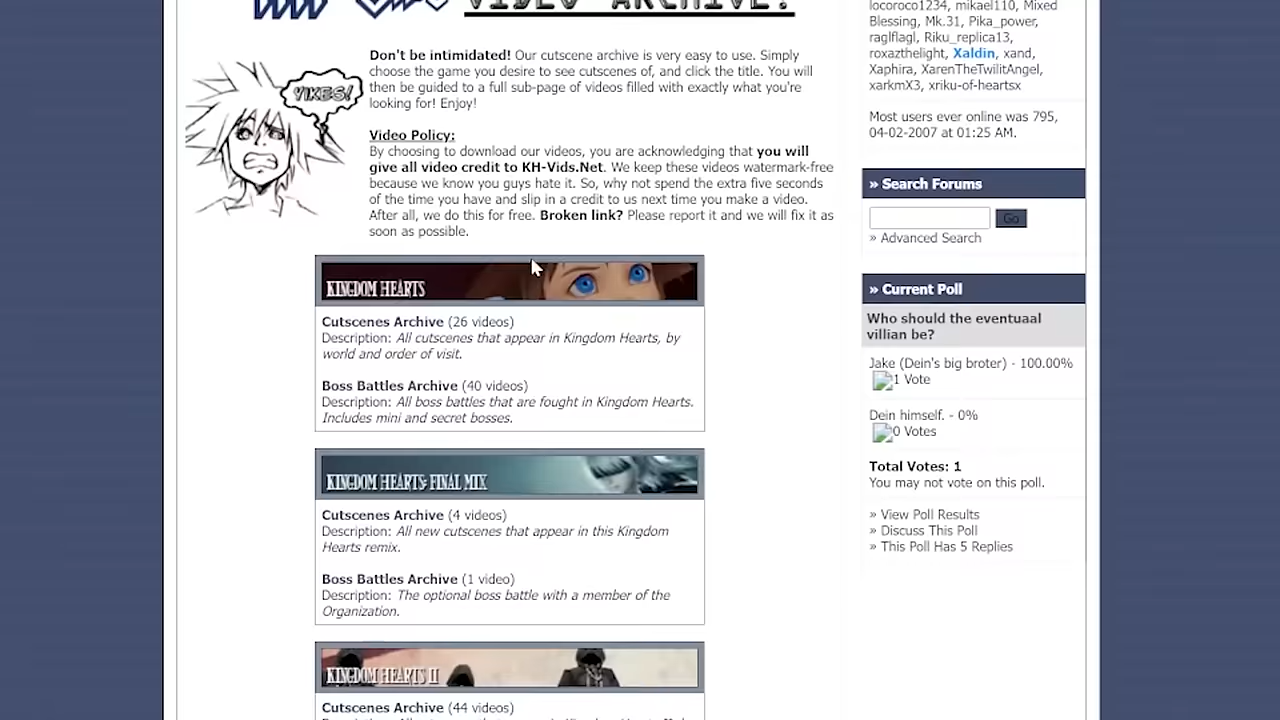 VIDEO ARCHIVE!
Don't be intimidated! Our cutscene archive is very easy to use. Simply
choose the game you desire to see cutscenes of, and click the title. You will
then be guided to a full sub-page of videos filled with exactly what you're
looking for! Enjoy!
YIKES!
Video Policy:
By choosing to download our videos, you are acknowledging that you will
give all video credit to KH-Vids.Net. We keep these videos watermark-free
because we know you guys hate it. So, why not spend the extra five seconds
of the time you have and slip in a credit to us next time you make a video.
After all, we do this for free. Broken link? Please report it and we will fix it as
soon as possible.
KINGDOM HEARTS
Cutscenes Archive (26 videos)
Description: All cutscenes that appear in Kingdom Hearts, by
world and order of visit.
Boss Battles Archive (40 videos)
Description: All boss battles that are fought in Kingdom Hearts.
Includes mini and secret bosses.
KINGDOM HEARTS: FINAL MIX
Cutscenes Archive (4 videos)
Description: All new cutscenes that appear in this Kingdom
Hearts remix.
Boss Battles Archive (1 video)
Description: The optional boss battle with a member of the
Organization.
KINGDOM HEARTS II
Cutscenes Archive (44 videos)
locoroco1234, mikael110, Mixed
Blessing, Mk.31, Pika_power,
raglflagl, Riku_replica13,
roxazthelight, Xaldin, xand,
Xaphira, XarenTheTwilitAngel,
xarkmX3, xriku-of-heartsx
Most users ever online was 795,
04-02-2007 at 01:25 AM.
» Search Forums
Go
» Advanced Search
» Current Poll
Who should the eventuaal
villian be?
Jake (Dein's big broter) - 100.00%
1 Vote
Dein himself. - 0%
0 Votes
Total Votes: 1
You may not vote on this poll.
» View Poll Results
» Discuss This Poll
» This Poll Has 5 Replies